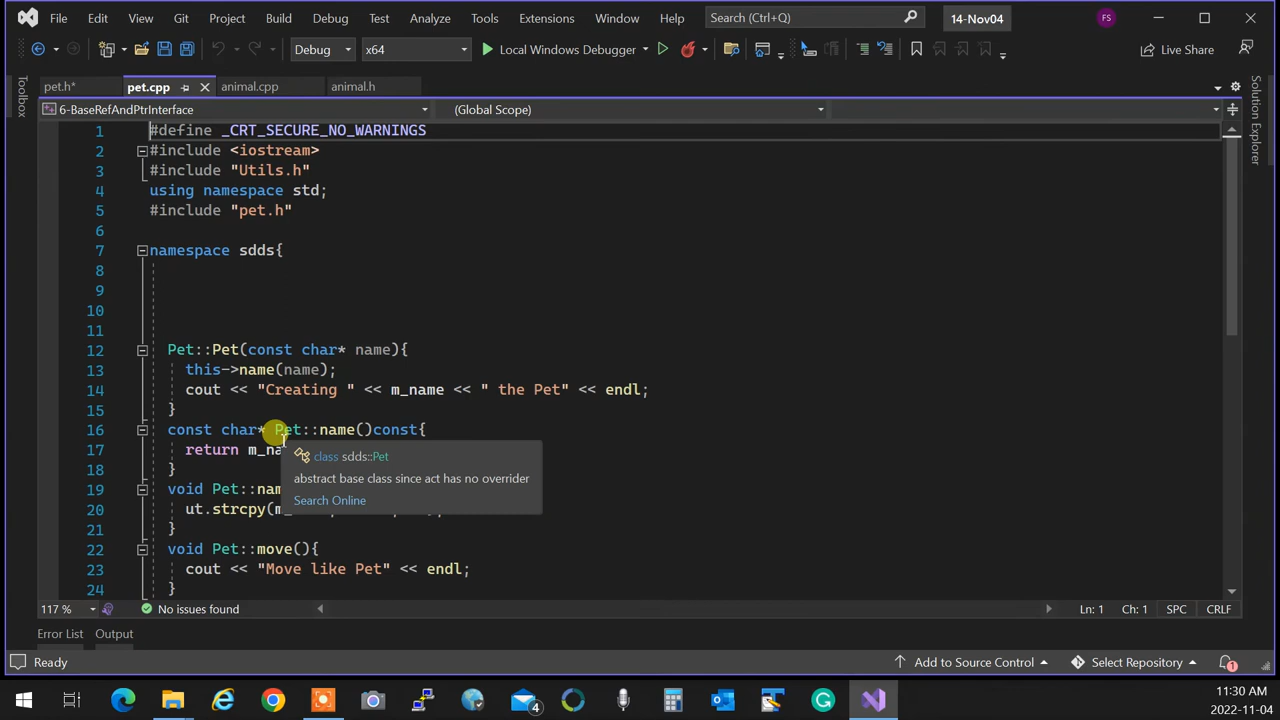 File Edit View Git Project Build Debug Test Analyze Tools Extensions Window Help Search (Ctrl+Q) 14-Nov04 FS
Debug x64 Local Windows Debugger Live Share
pet.h* pet.cpp animal.cpp animal.h
Toolbox
Solution Explorer
6-BaseRefAndPtrInterface (Global Scope)
1 #define _CRT_SECURE_NO_WARNINGS
2 #include <iostream>
3 #include "Utils.h"
4 using namespace std;
5 #include "pet.h"
6
7 namespace sdds{
8
9
10
11
12 Pet::Pet(const char* name){
13 this->name(name);
14 cout << "Creating " << m_name << " the Pet" << endl;
15 }
16 const char* Pet::name()const{
17 return m_na
class sdds::Pet
18 }
abstract base class since act has no overrider
19 void Pet::nam
Search Online
20 ut.strcpy(m_
21 }
22 void Pet::move(){
23 cout << "Move like Pet" << endl;
24 }
117 % No issues found Ln: 1 Ch: 1 SPC CRLF
Error List Output
Ready Add to Source Control Select Repository 1
4
11:30 AM
2022-11-04